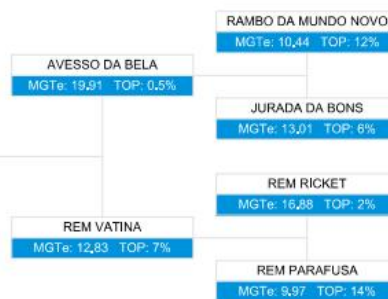 RAMBO DA MUNDO NOVO
MGTe: 10,44 TOP: 12%
AVESSO DA BELA
MGTe: 19,91 TOP: 0.5%
JURADA DA BONS
MGTe: 13,01 TOP: 6%
REM RICKET
MGTe: 16,88 TOP: 2%
REM VATINA
MGTe: 12,83 TOP: 7%
REM PARAFUSA
MGTe: 9,97 TOP: 14%